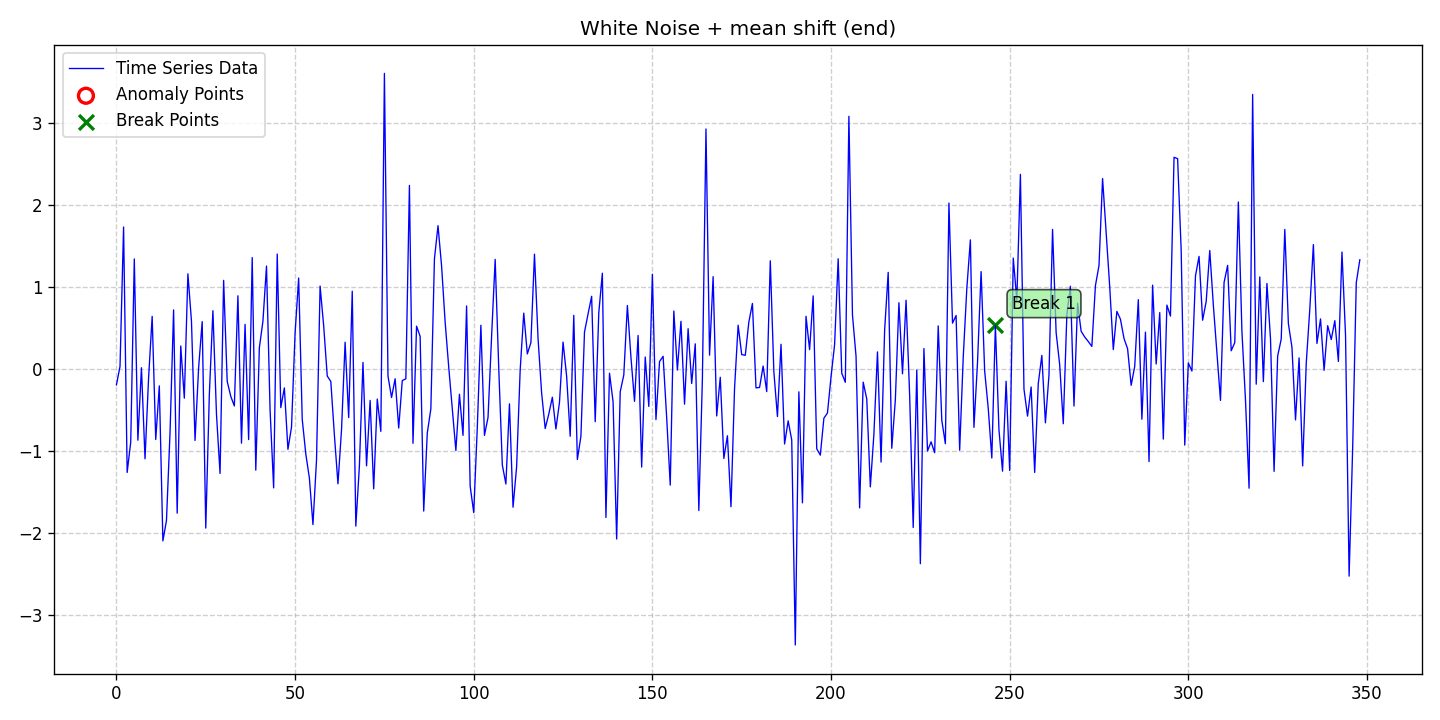 White Noise + mean shift (end)
Time Series Data
Anomaly Points
Break Points
Break 1
3
2
1
0
−1
−2
−3
0 50 100 150 200 250 300 350